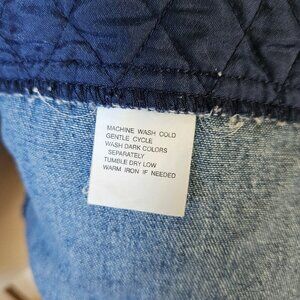 MACHINE WASH COLD
GENTLE CYCLE
WASH DARK COLORS
SEPARATELY
TUMBLE DRY LOW
WARM IRON IF NEEDED